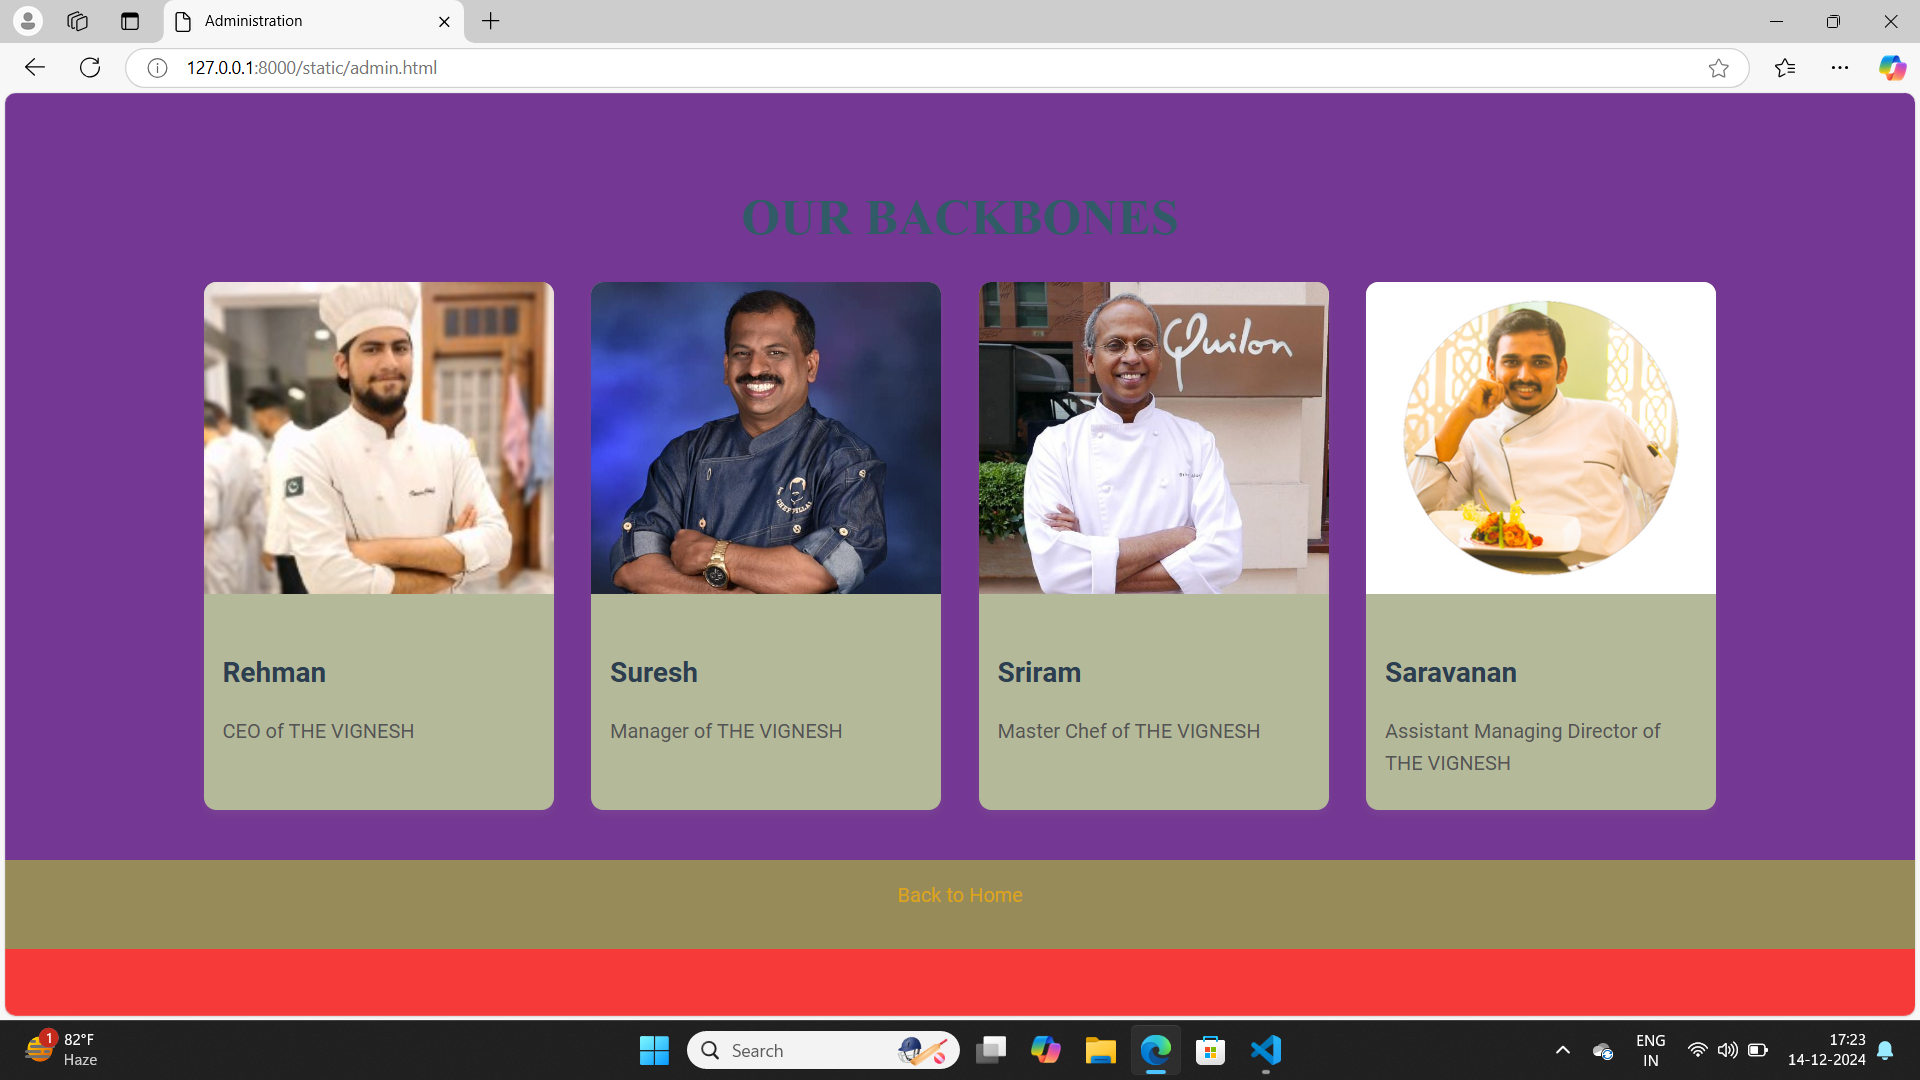 Administration
127.0.0.1:8000/static/admin.html
OUR BACKBONES
Quilon
CHEF PILLAI
Rehman
CEO of THE VIGNESH
Suresh
Manager of THE VIGNESH
Sriram
Master Chef of THE VIGNESH
Saravanan
Assistant Managing Director of
THE VIGNESH
Back to Home
1
82°F
Haze
Search
ENG
IN
17:23
14-12-2024